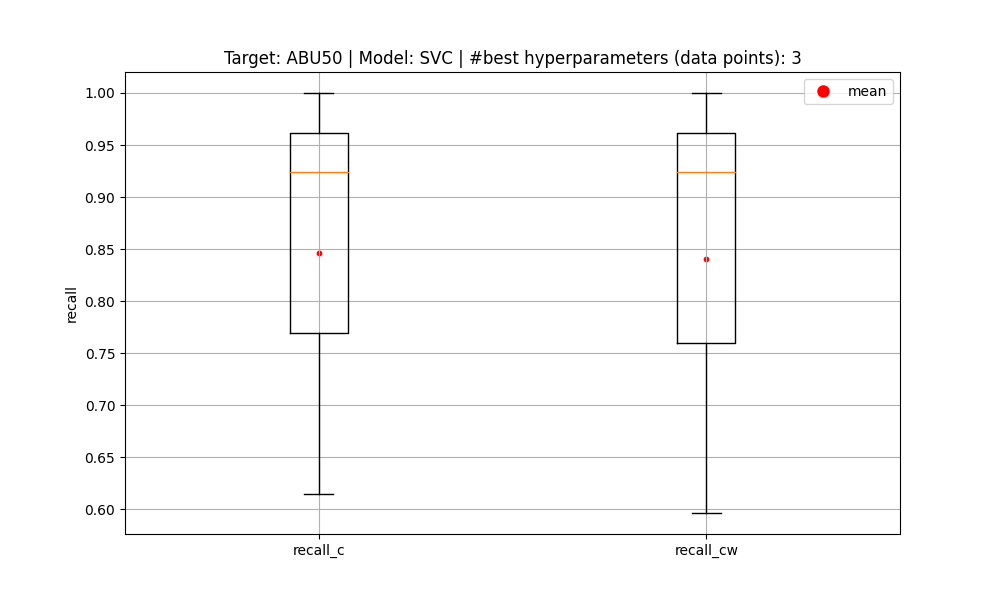 Target: ABU50 | Model: SVC | #best hyperparameters (data points): 3
mean
1.00
0.95
0.90
0.85
0.80
0.75
0.70
0.65
0.60
recall
recall_c
recall_cw